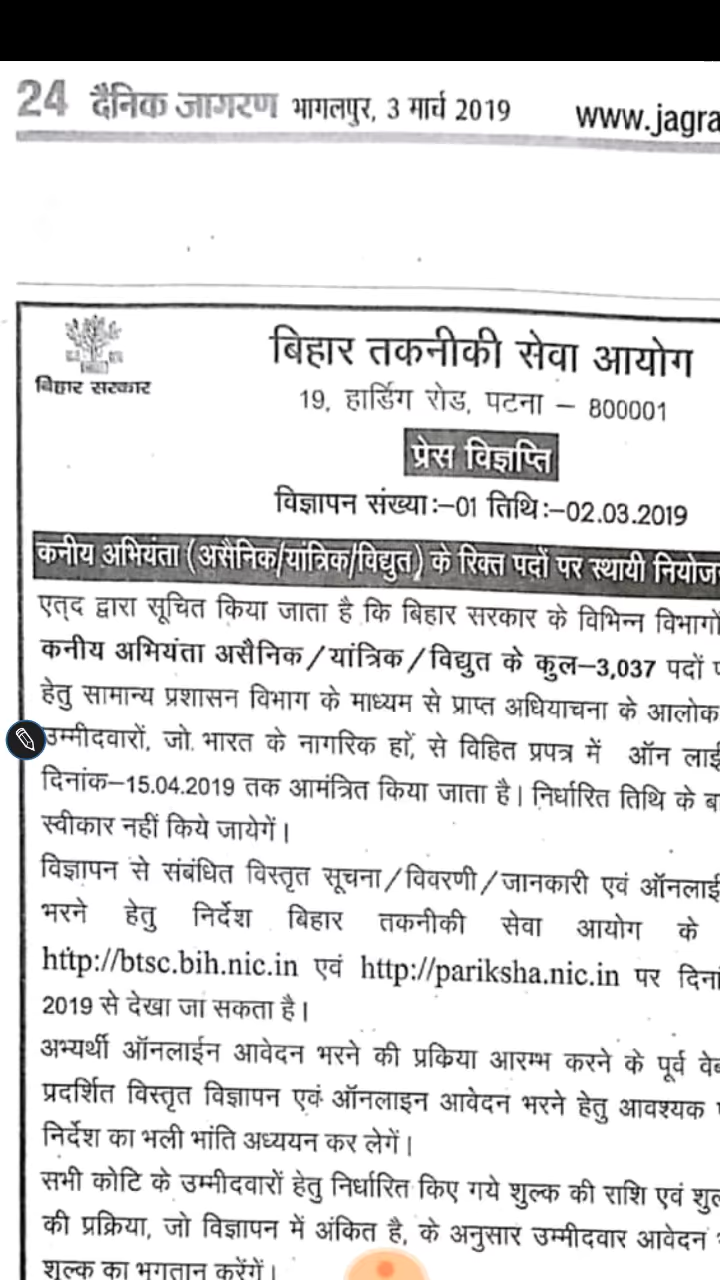 24 दैनिक जागरण भागलपुर, 3 मार्च 2019 www.jagra
बिहार सरकार
बिहार तकनीकी सेवा आयोग
19, हार्डिंग रोड, पटना – 800001
प्रेस विज्ञप्ति
विज्ञापन संख्याः–01 तिथिः–02.03.2019
कनीय अभियंता (असैनिक/यांत्रिक/विद्युत) के रिक्त पदों पर स्थायी नियोज
एत्द द्वारा सूचित किया जाता है कि बिहार सरकार के विभिन्न विभागों
कनीय अभियंता असैनिक/यांत्रिक/विद्युत के कुल–3,037 पदों
हेतु सामान्य प्रशासन विभाग के माध्यम से प्राप्त अधियाचना के आलोक
उम्मीदवारों, जो भारत के नागरिक हों, से विहित प्रपत्र में ऑन लाई
दिनांक–15.04.2019 तक आमंत्रित किया जाता है। निर्धारित तिथि के
स्वीकार नहीं किये जायेगें।
विज्ञापन से संबंधित विस्तृत सूचना/विवरणी/जानकारी एवं ऑनलाई
भरने हेतु निर्देश बिहार तकनीकी सेवा आयोग के
http://btsc.bih.nic.in एवं http://pariksha.nic.in पर दिनां
2019 से देखा जा सकता है।
अभ्यर्थी ऑनलाईन आवेदन भरने की प्रकिया आरम्भ करने के पूर्व वेब
प्रदर्शित विस्तृत विज्ञापन एवं ऑनलाइन आवेदन भरने हेतु आवश्यक
निर्देश का भली भांति अध्ययन कर लेगें।
सभी कोटि के उम्मीदवारों हेतु निर्धारित किए गये शुल्क की राशि एवं शुल
की प्रक्रिया, जो विज्ञापन में अंकित है, के अनुसार उम्मीदवार आवेदन
शुल्क का भुगतान करेंगें।